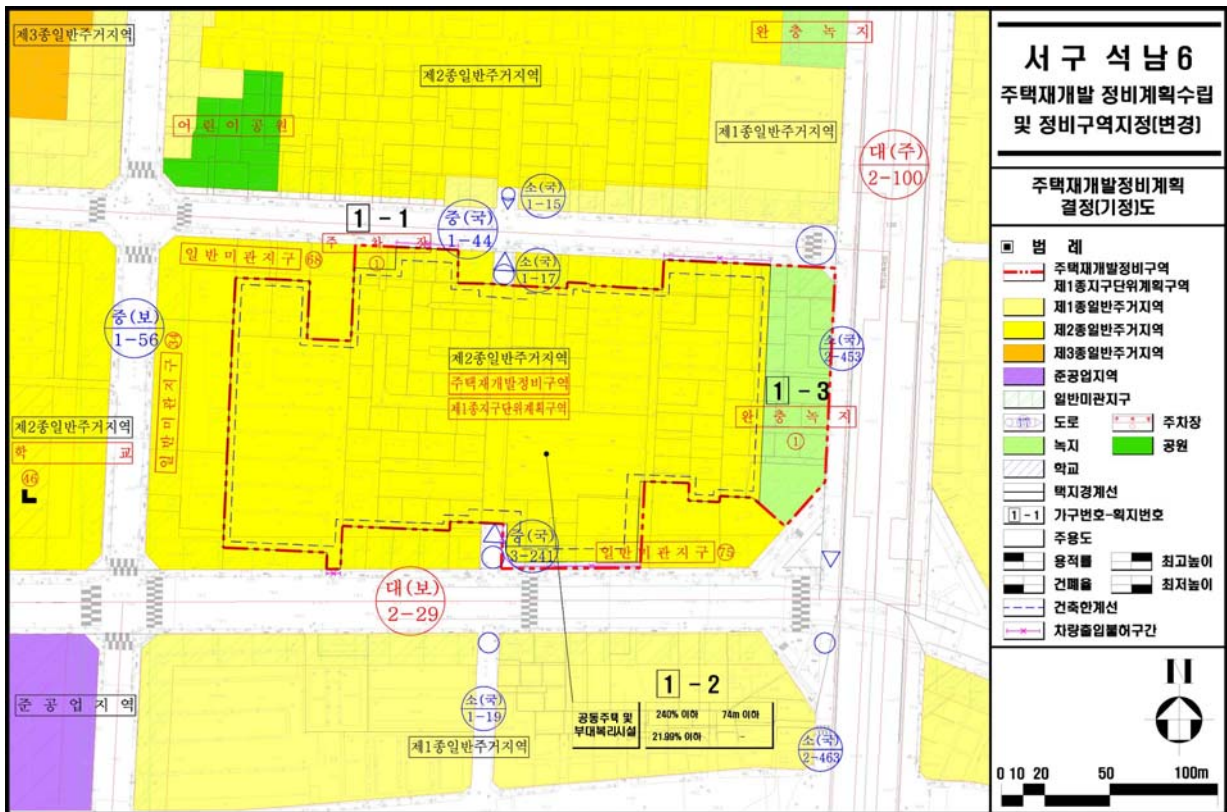 제3종일반주거지역
제2종일반주거지역
완 충 녹 지
어 린 이 공 원
제1종일반주거지역
대(주)
2-100
소(국)
1-15
1 - 1
중(국)
1-44
주 차 장
①
일 반 미 관 지 구 68
소(국)
1-17
중(보)
1-56
일 반 미 관 지 구
소(국)
2-453
제2종일반주거지역
주택재개발정비구역
제1종지구단위계획구역
1 - 3
완 충 녹 지
①
제2종일반주거지역
학 교
46
중(국)
3-241
일 반 미 관 지 구 75
대(보)
2-29
준 공 업 지 역
소(국)
1-19
제1종일반주거지역
1 - 2
공동주택 및
부대복리시설
240% 이하 74m 이하
21.99% 이하 -
소(국)
2-463
서구 석남6
주택재개발 정비계획수립
및 정비구역지정(변경)
주택재개발정비계획
결정(기정)도
범 례
주택재개발정비구역
제1종지구단위계획구역
제1종일반주거지역
제2종일반주거지역
제3종일반주거지역
준공업지역
일반미관지구
도로 주차장
녹지 공원
학교
택지경계선
1 - 1 가구번호-획지번호
주용도
용적률 최고높이
건폐율 최저높이
건축한계선
차량출입불허구간
N
0 10 20 50 100m